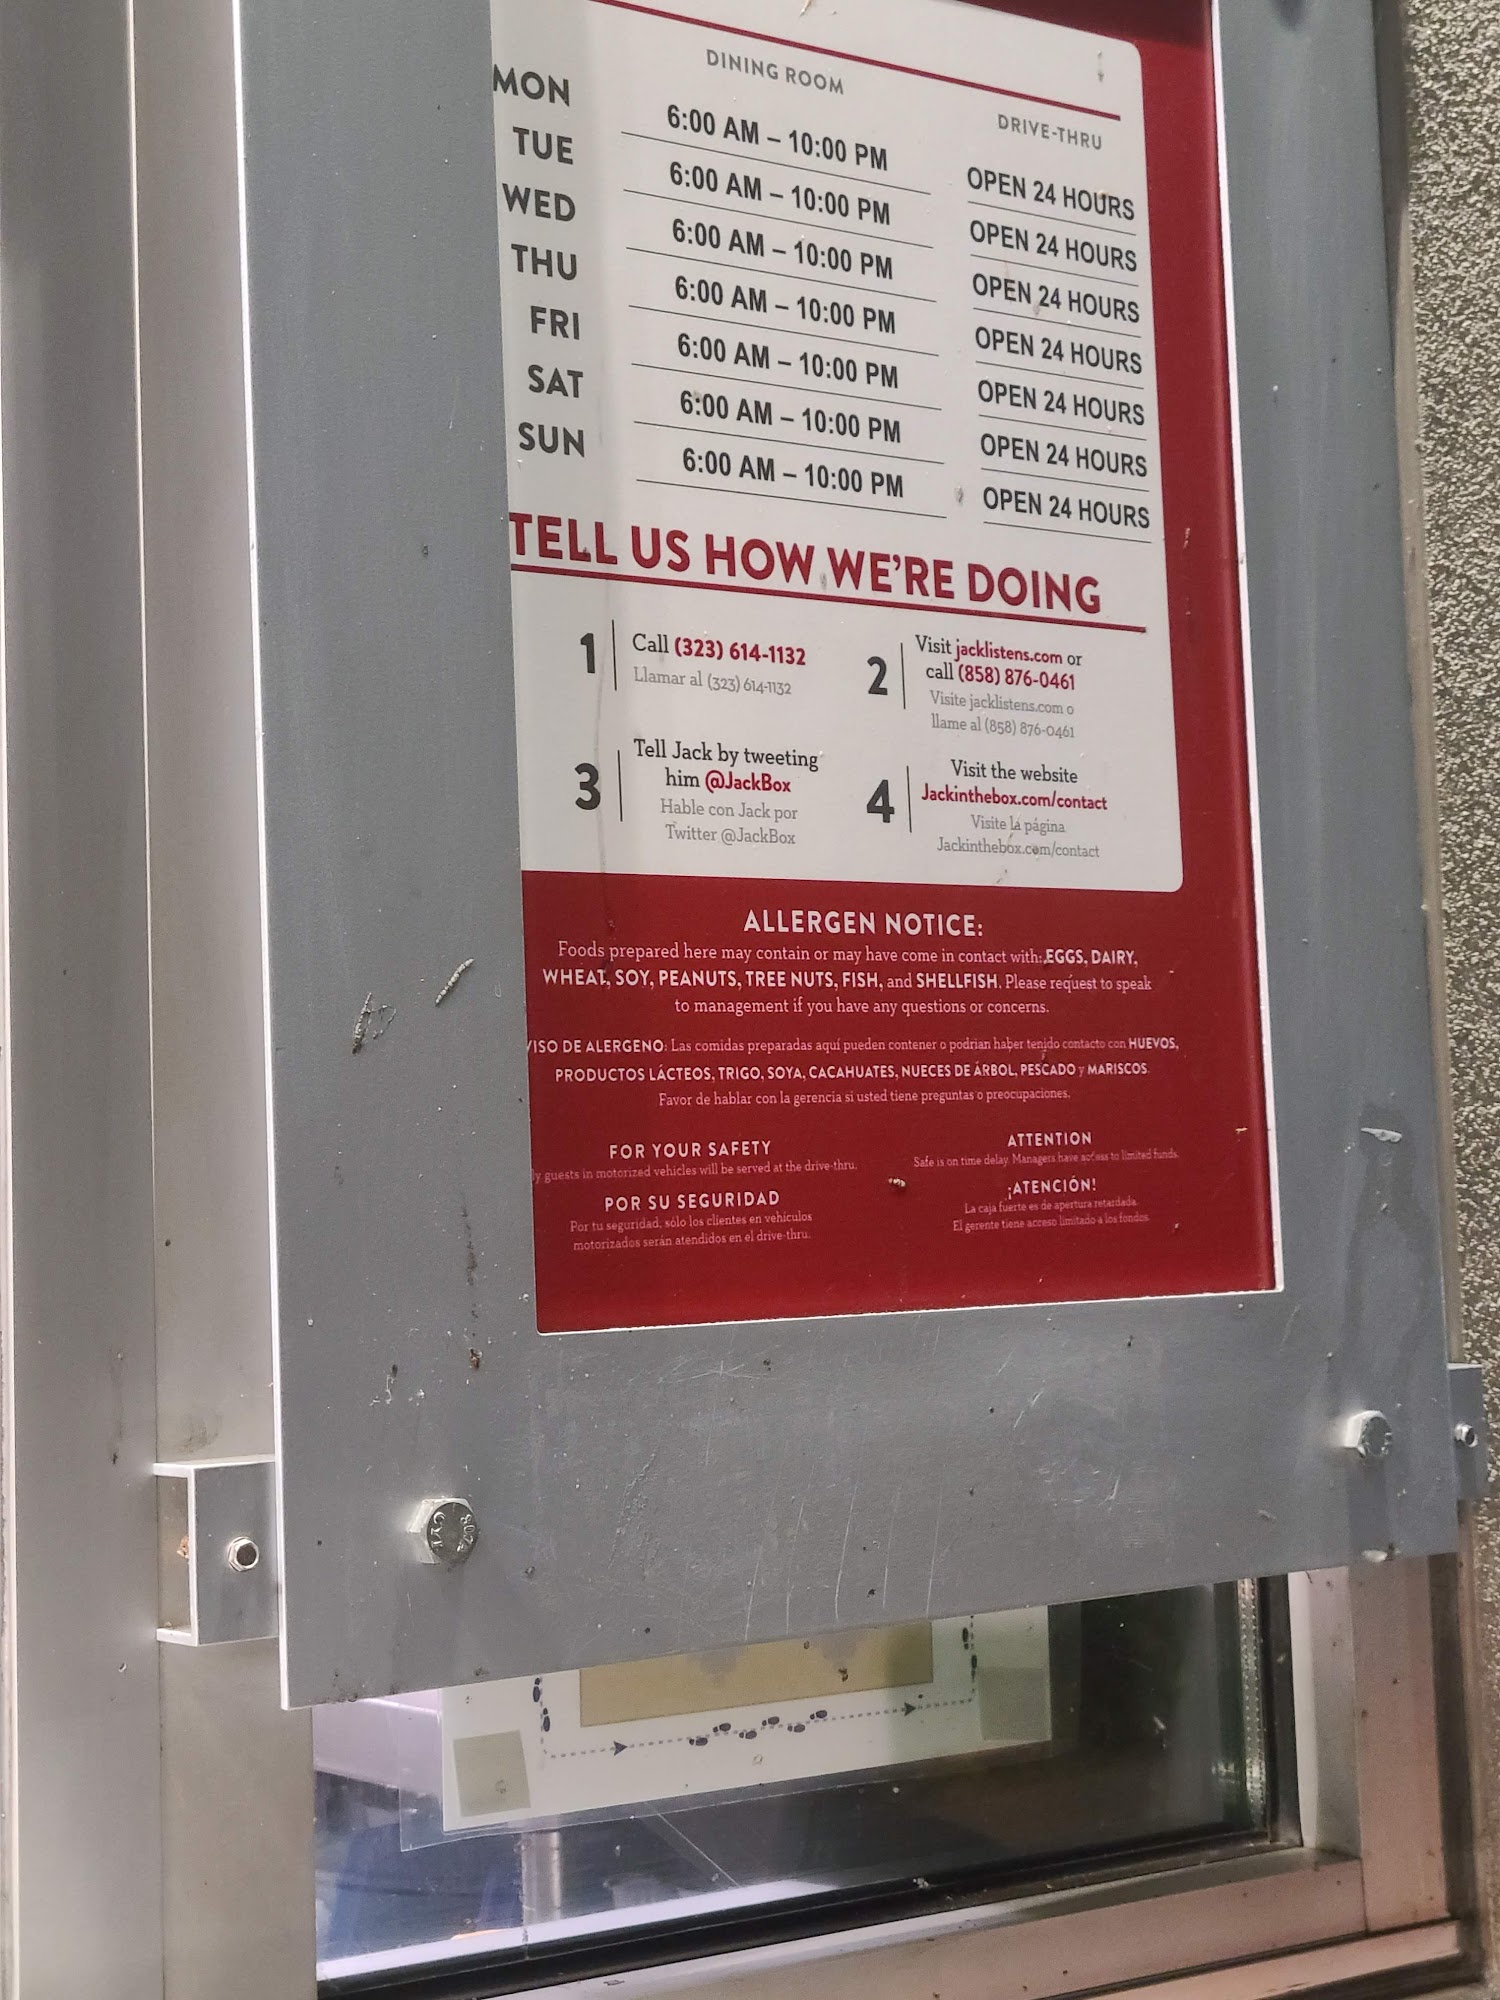 DINING ROOM DRIVE-THRU
MON 6:00 AM – 10:00 PM OPEN 24 HOURS
TUE 6:00 AM – 10:00 PM OPEN 24 HOURS
WED 6:00 AM – 10:00 PM OPEN 24 HOURS
THU 6:00 AM – 10:00 PM OPEN 24 HOURS
FRI 6:00 AM – 10:00 PM OPEN 24 HOURS
SAT 6:00 AM – 10:00 PM OPEN 24 HOURS
SUN 6:00 AM – 10:00 PM OPEN 24 HOURS
TELL US HOW WE'RE DOING
1
Call (323) 614-1132
Llamar al (323) 614-1132
2
Visit jacklistens.com or
call (858) 876-0461
Visite jacklistens.com o
llame al (858) 876-0461
3
Tell Jack by tweeting
him @JackBox
Hable con Jack por
Twitter @JackBox
4
Visit the website
Jackinthebox.com/contact
Visite la página
Jackinthebox.com/contact
ALLERGEN NOTICE:
Foods prepared here may contain or may have come in contact with: EGGS, DAIRY,
WHEAT, SOY, PEANUTS, TREE NUTS, FISH, and SHELLFISH. Please request to speak
to management if you have any questions or concerns.
VISO DE ALERGENO: Las comidas preparadas aquí pueden contener o podrían haber tenido contacto con HUEVOS,
PRODUCTOS LÁCTEOS, TRIGO, SOYA, CACAHUATES, NUECES DE ÁRBOL, PESCADO y MARISCOS.
Favor de hablar con la gerencia si usted tiene preguntas o preocupaciones.
FOR YOUR SAFETY
ly guests in motorized vehicles will be served at the drive-thru.
POR SU SEGURIDAD
Por tu seguridad, sólo los clientes en vehículos
motorizados serán atendidos en el drive-thru.
ATTENTION
Safe is on time delay. Managers have access to limited funds.
¡ATENCIÓN!
La caja fuerte es de apertura retardada.
El gerente tiene acceso limitado a los fondos.